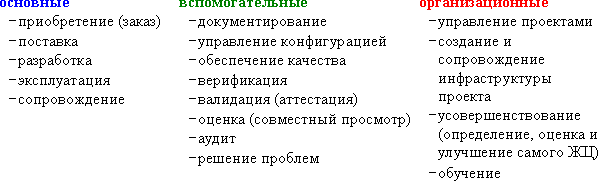 основные
−приобретение (заказ)
−поставка
−разработка
−эксплуатация
−сопровождение
вспомогательные
−документирование
−управление конфигурацией
−обеспечение качества
−верификация
−валидация (аттестация)
−оценка (совместный просмотр)
−аудит
−решение проблем
организационные
−управление проектами
−создание и
сопровождение
инфраструктуры
проекта
−усовершенствование
(определение, оценка и
улучшение самого ЖЦ)
−обучение